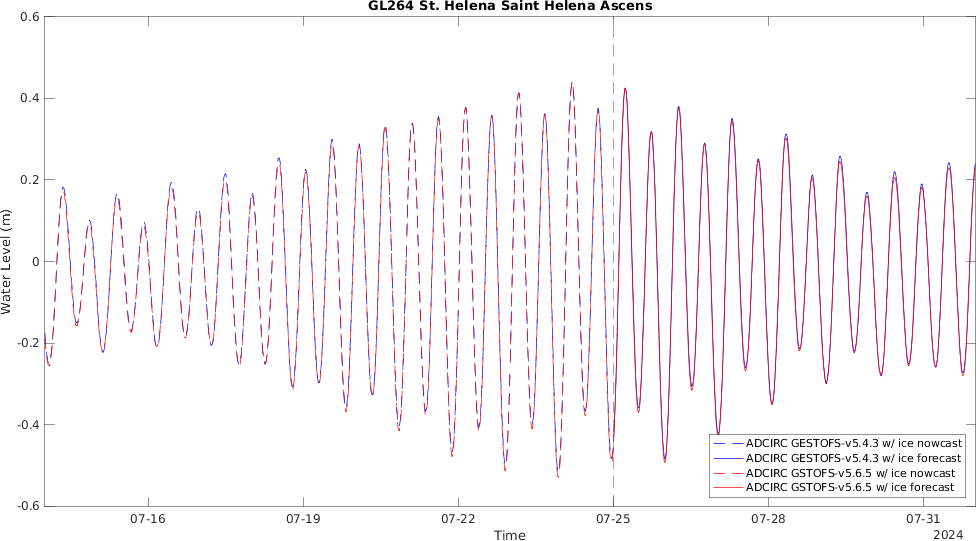 GL264 St. Helena Saint Helena Ascens
0.6
0.4
0.2
0
-0.2
-0.4
-0.6
Water Level (m)
07-16
07-19
07-22
07-25
07-28
07-31
Time
2024
ADCIRC GESTOFS-v5.4.3 w/ ice nowcast
ADCIRC GESTOFS-v5.4.3 w/ ice forecast
ADCIRC GSTOFS-v5.6.5 w/ ice nowcast
ADCIRC GSTOFS-v5.6.5 w/ ice forecast